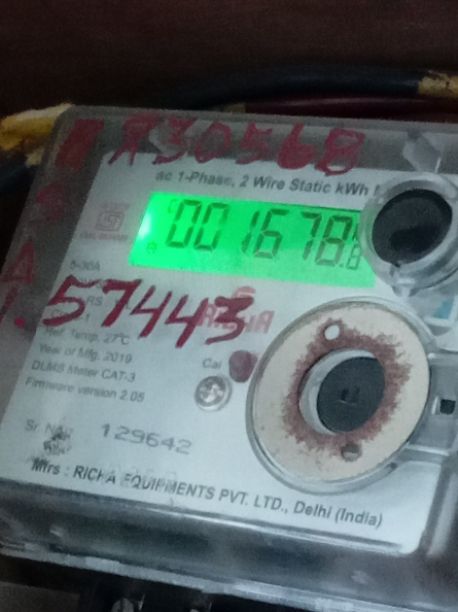 ac 1-Phase, 2 Wire Static kWh
001678.8
5-30A
57443
Temp, 27°C
Year of Mfg. 2019
DLMS Meter CAT-3
Firmware version 2.05
Cal
Sr. No.: 129642
Mfrs : RICHA EQUIPMENTS PVT. LTD., Delhi (India)